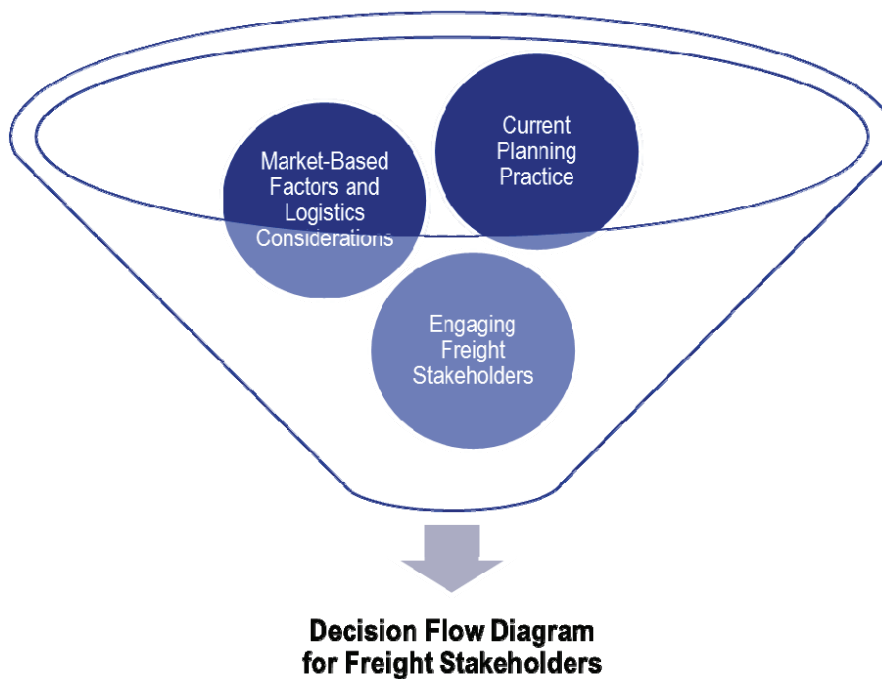 Market-Based
Factors and
Logistics
Considerations
Current
Planning
Practice
Engaging
Freight
Stakeholders
Decision Flow Diagram
for Freight Stakeholders